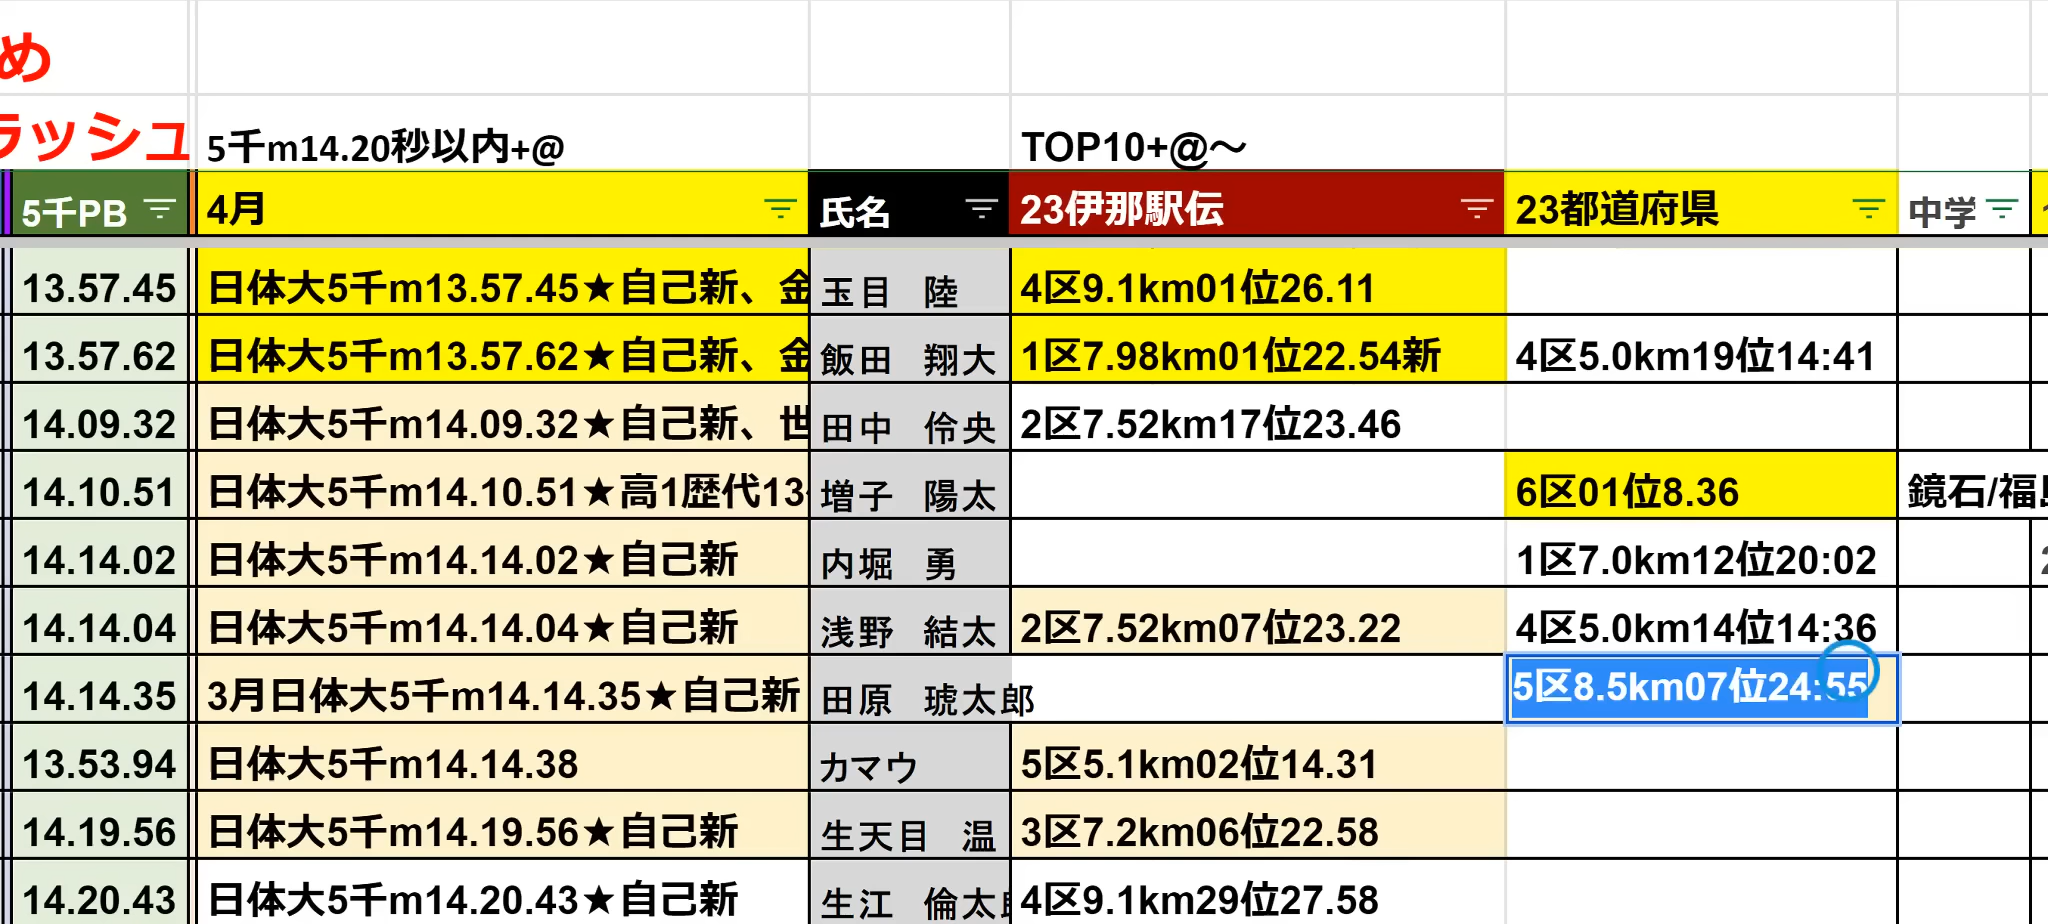 め
ラッシュ 5千m14.20秒以内+@ TOP10+@～
5千PB 4月 氏名 23伊那駅伝 23都道府県 中学
13.57.45 日体大5千m13.57.45★自己新、金 玉目 陸 4区9.1km01位26.11
13.57.62 日体大5千m13.57.62★自己新、金 飯田 翔大 1区7.98km01位22.54新 4区5.0km19位14:41
14.09.32 日体大5千m14.09.32★自己新、世 田中 伶央 2区7.52km17位23.46
14.10.51 日体大5千m14.10.51★高1歴代13 増子 陽太 6区01位8.36 鏡石/福島
14.14.02 日体大5千m14.14.02★自己新 内堀 勇 1区7.0km12位20:02
14.14.04 日体大5千m14.14.04★自己新 浅野 結太 2区7.52km07位23.22 4区5.0km14位14:36
14.14.35 3月日体大5千m14.14.35★自己新 田原 琥太郎 5区8.5km07位24:55
13.53.94 日体大5千m14.14.38 カマウ 5区5.1km02位14.31
14.19.56 日体大5千m14.19.56★自己新 生天目 温 3区7.2km06位22.58
14.20.43 日体大5千m14.20.43★自己新 生江 倫太郎 4区9.1km29位27.58